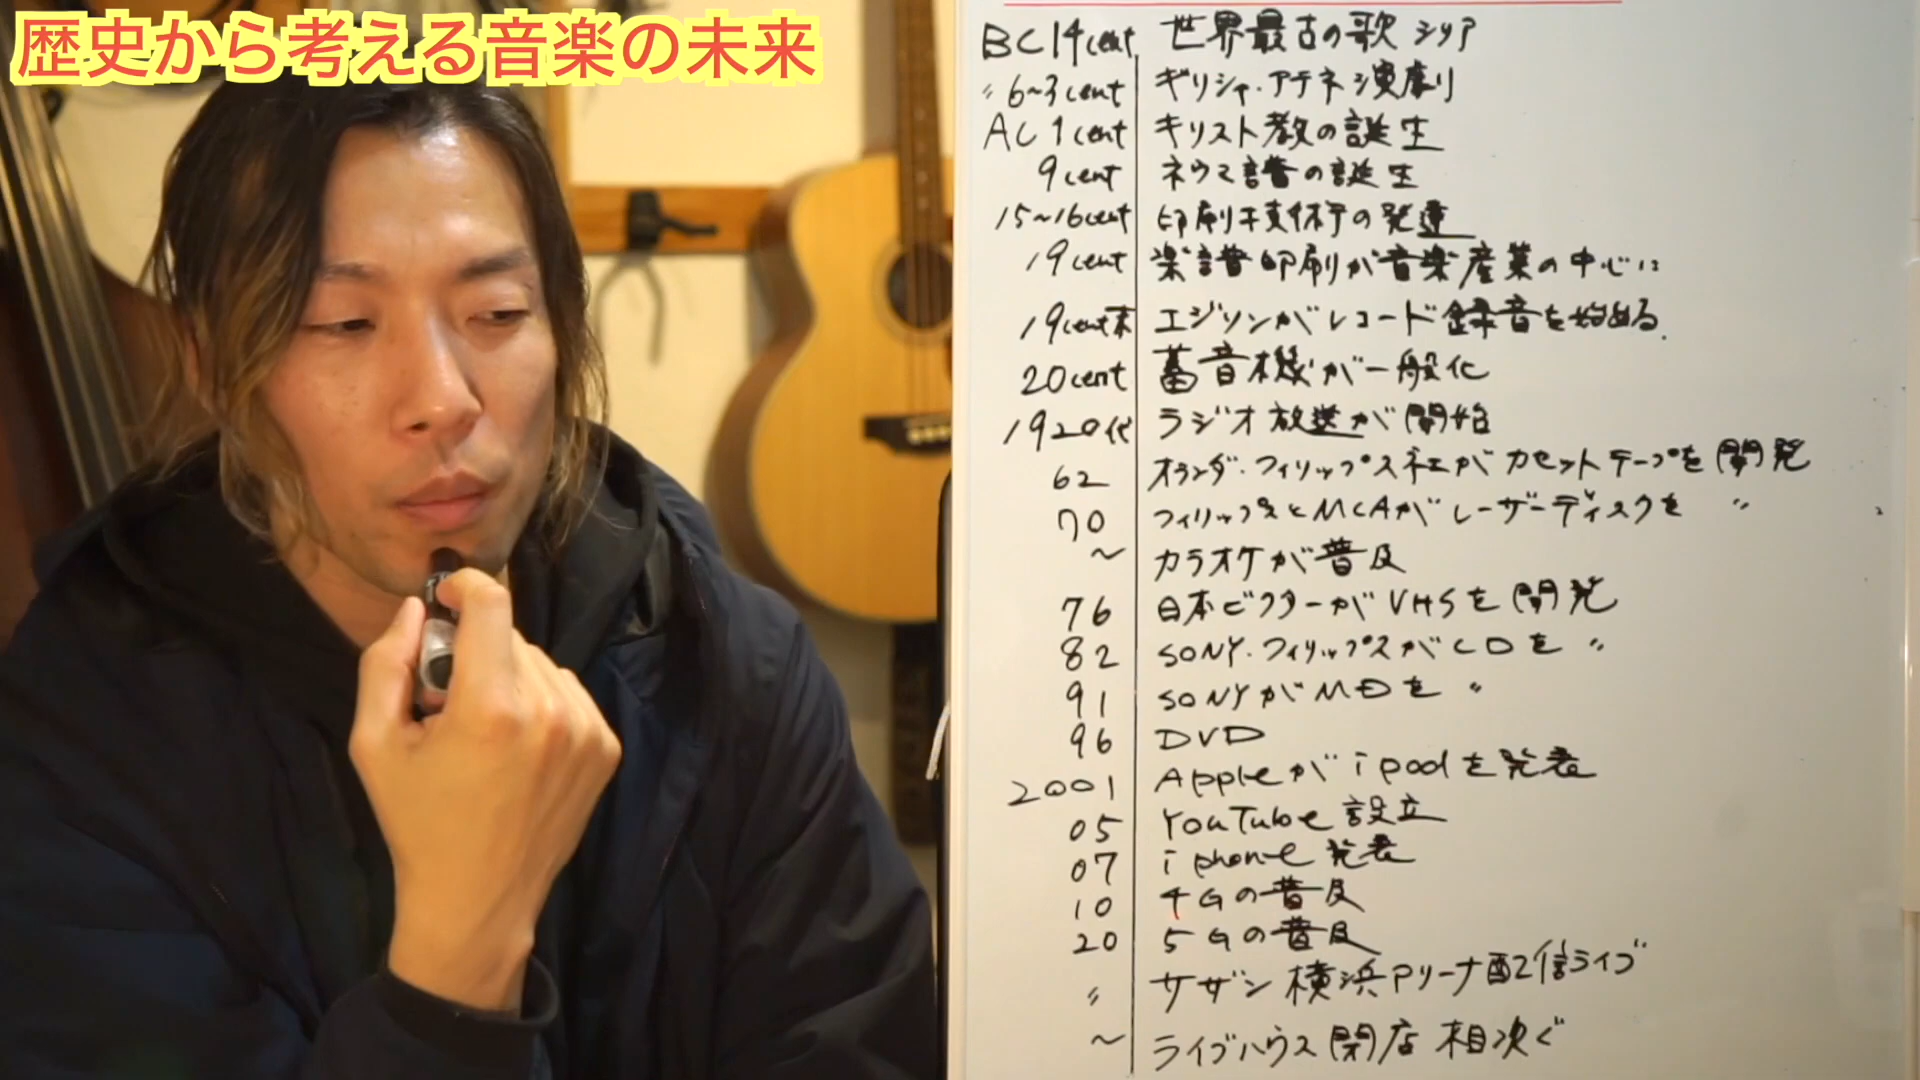 歴史から考える音楽の未来
BC14cent 世界最古の歌 シリア
〃6~3cent ギリシャ・アテネシ演劇
AC1cent キリスト教の誕生
9cent ネウマ譜の誕生
15~16cent 印刷技術の発達
19cent 楽譜印刷が音楽産業の中心に
19cent末 エジソンがレコード録音を始める.
20cent 蓄音機が一般化
1920代 ラジオ放送が開始
62 オランダ・フィリップス社がカセットテープを開発
70 フィリップスとMCAがレーザーディスクを 〃
~ カラオケが普及
76 日本ビクターがVHSを開発
82 SONY・フィリップスがCDを 〃
91 SONYがMDを 〃
96 DVD
2001 Appleがipodを発表
05 YouTube設立
07 iphone発表
10 4Gの普及
20 5Gの普及
〃 サザン横浜アリーナ配信ライブ
~ ライブハウス閉店相次ぐ